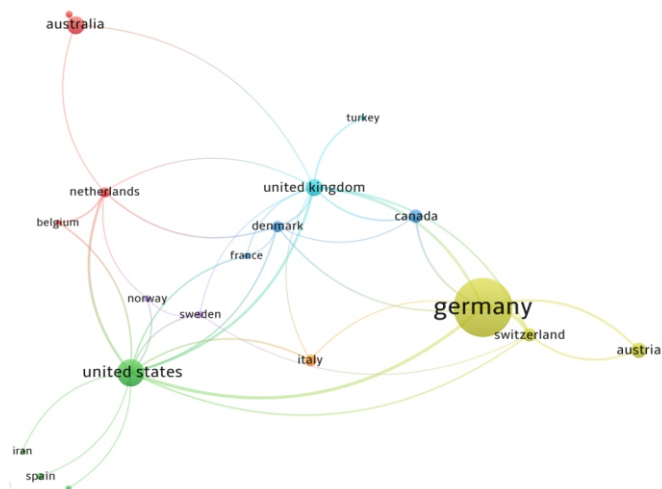 australia
turkey
netherlands
united kingdom
belgium
denmark
canada
france
norway
sweden
germany
switzerland
italy
austria
united states
iran
spain